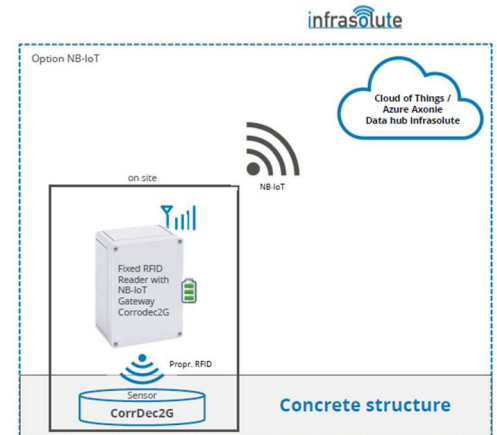 infrasolute
Option NB-IoT
Cloud of Things /
Azure Axonie
Data hub infrasolute
NB-IoT
on site
Fixed RFID
Reader with
NB-IoT
Gateway
Corrodec2G
Propr. RFID
Sensor
CorrDec2G
Concrete structure